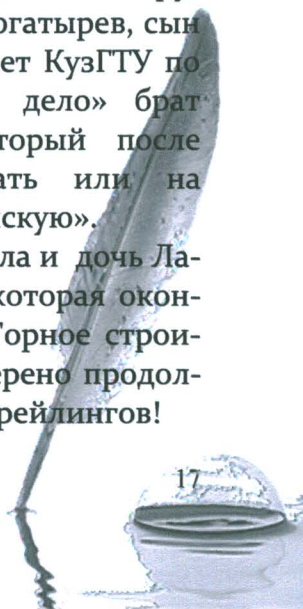 огатырев, сын
ет КузГТУ по
дело» брат
торый после
ать или на
нскую».
ла и дочь Ла-
которая окон-
Горное строи-
ерено продол-
рейлингов!
17